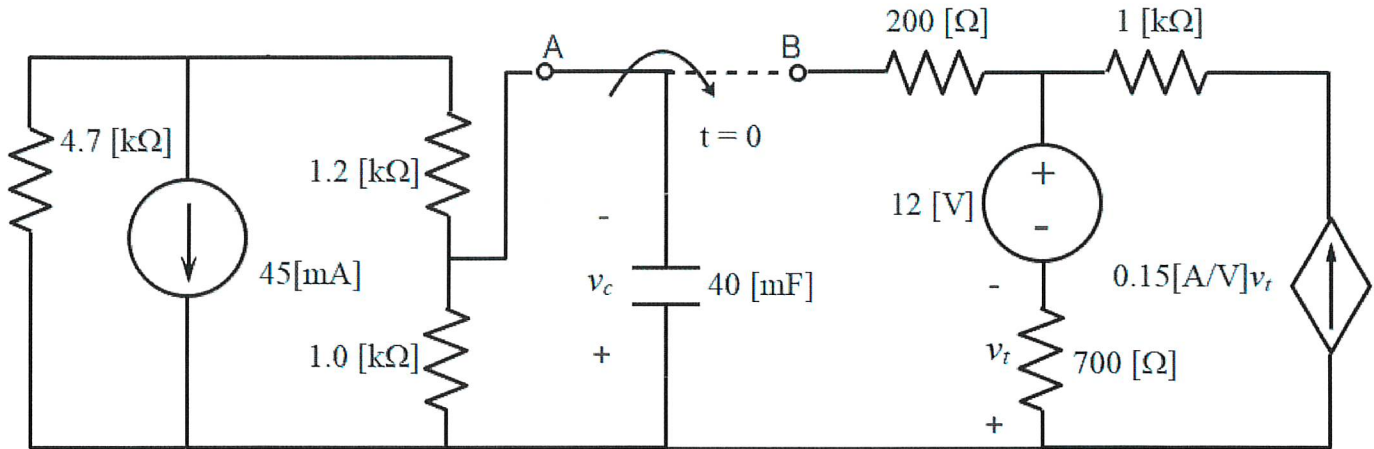 200 [Ω]
1 [kΩ]
A
B
4.7 [kΩ]
t = 0
1.2 [kΩ]
+
12 [V]
-
-
45[mA]
v_c
40 [mF]
-
0.15[A/V]v_t
1.0 [kΩ]
+
v_t
700 [Ω]
+